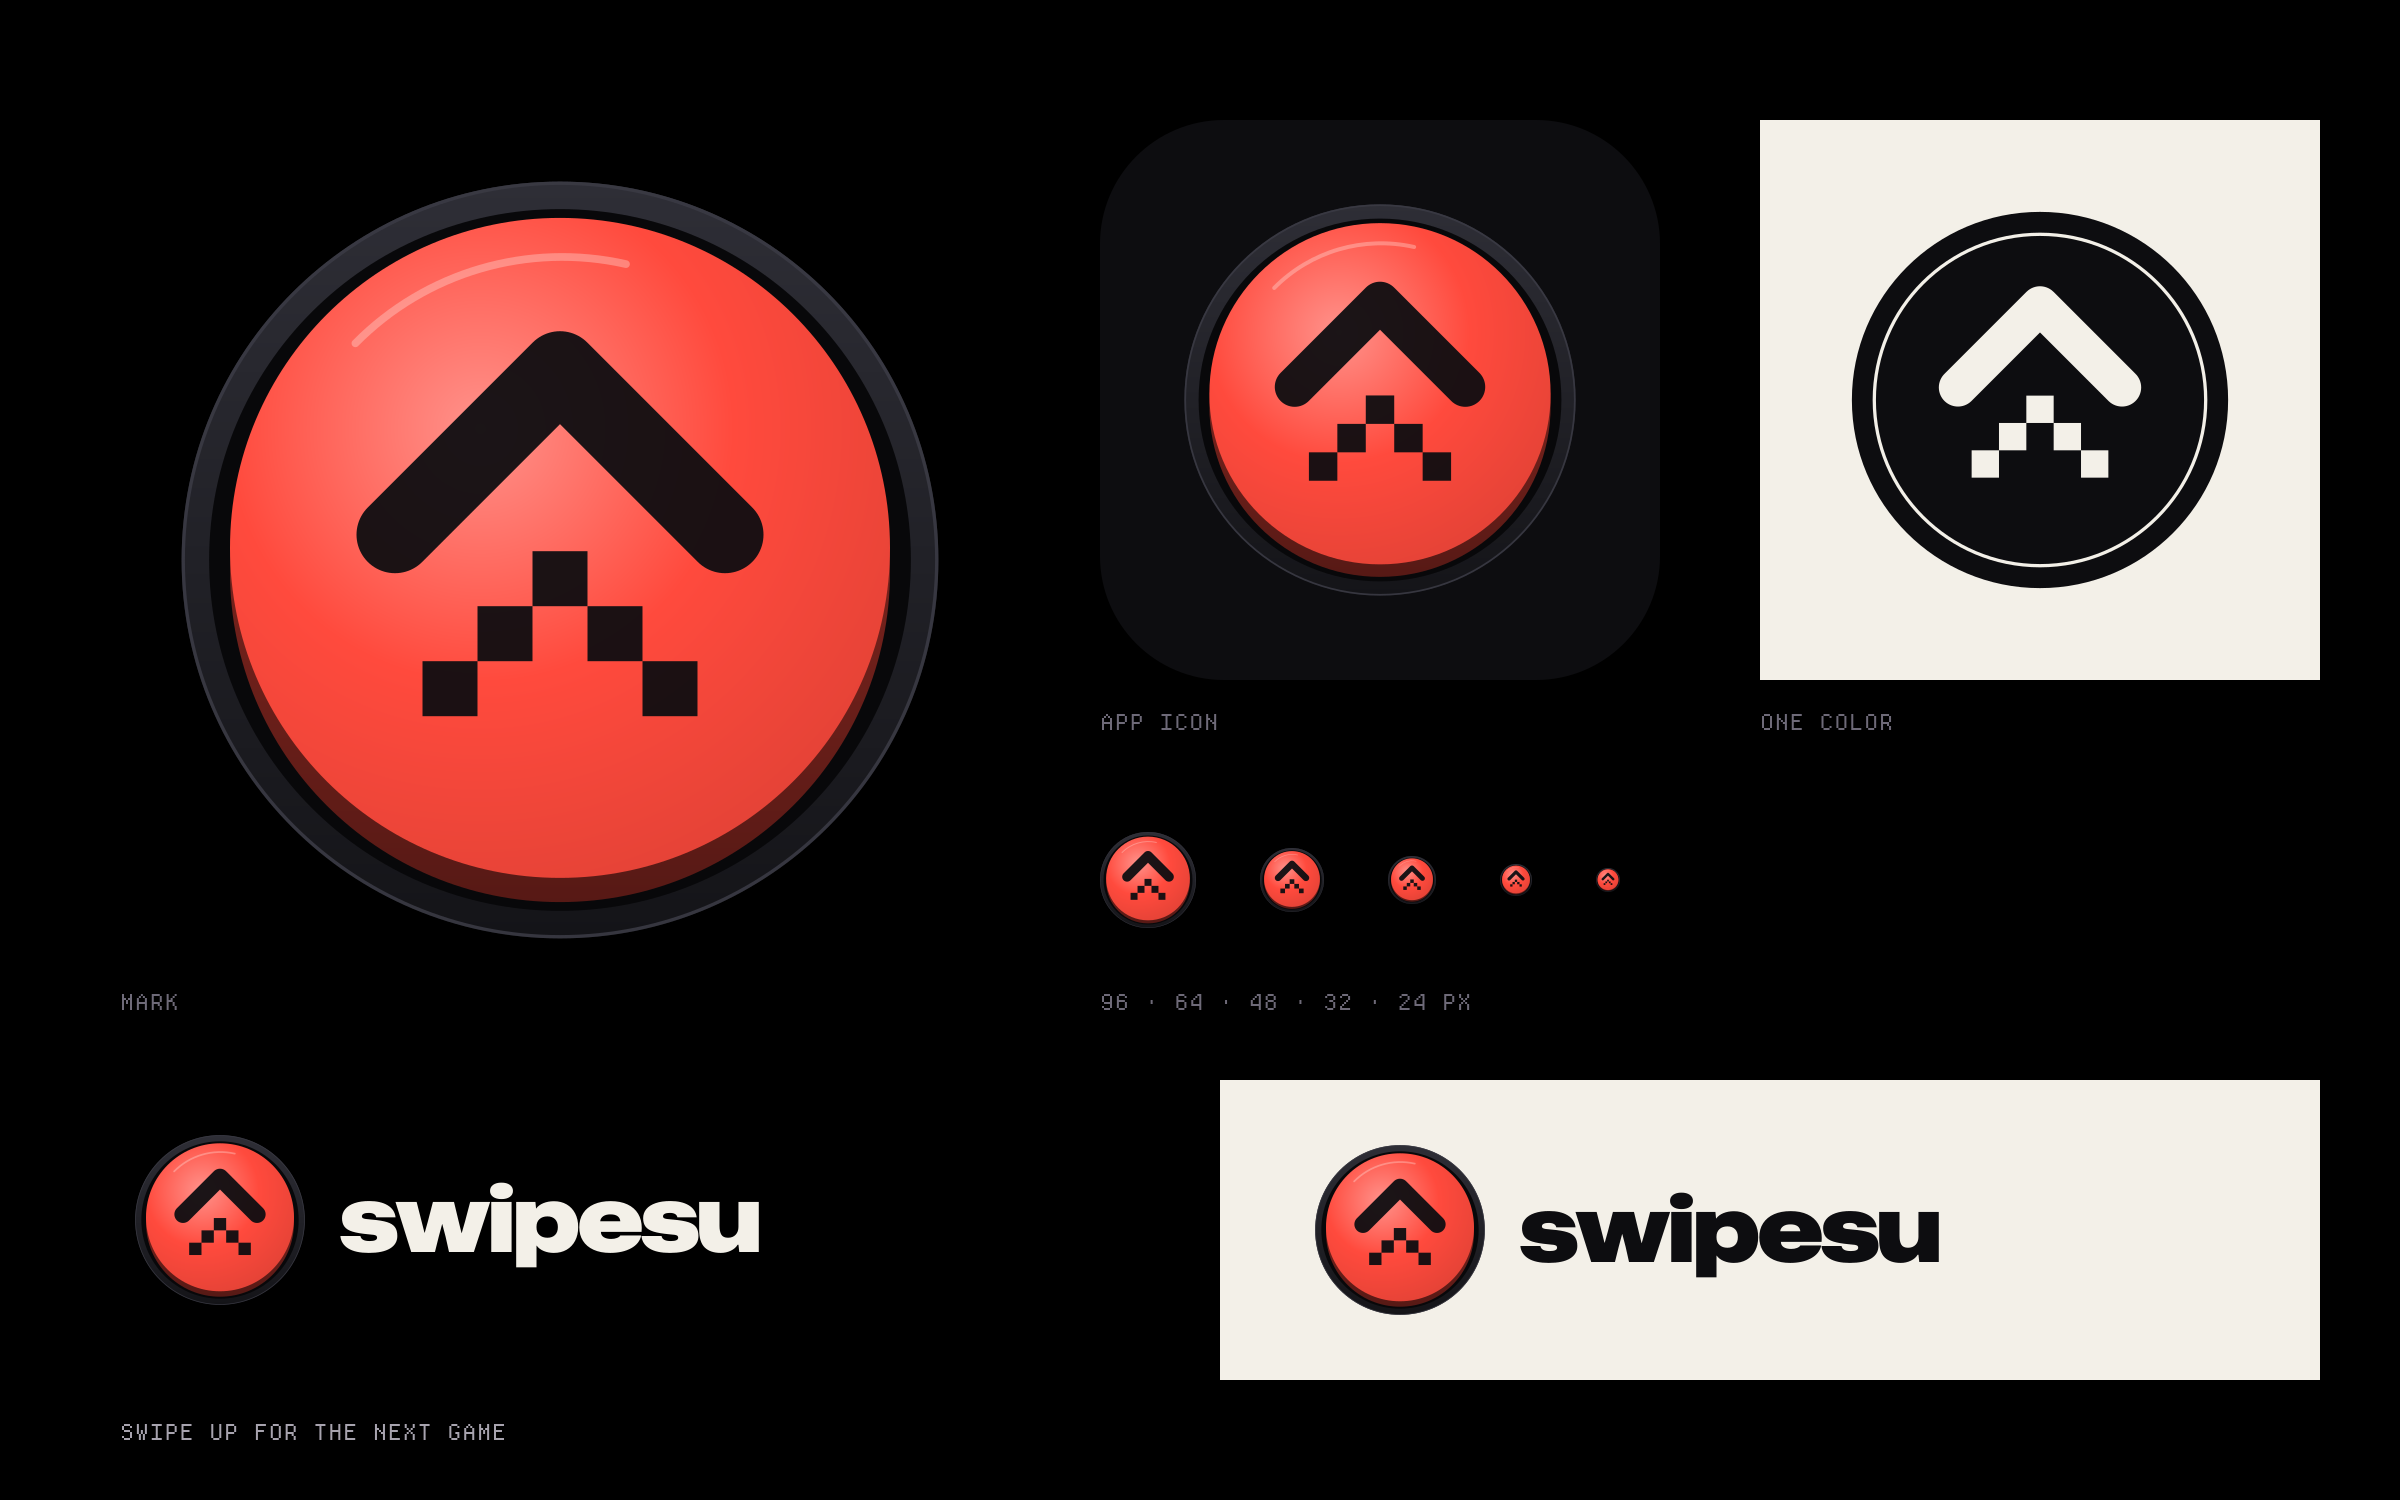 APP ICON
ONE COLOR
MARK
96 · 64 · 48 · 32 · 24 PX
swipesu
swipesu
SWIPE UP FOR THE NEXT GAME